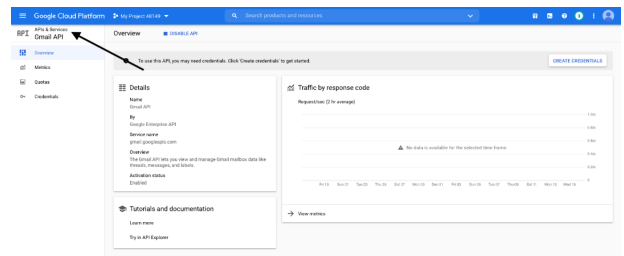 Google Cloud Platform
My Project 48149
Search products and resources
API
APIs & Services
Gmail API
Overview
DISABLE API
Overview
Metrics
Quotas
Credentials
To use this API, you may need credentials. Click 'Create credentials' to get started.
CREATE CREDENTIALS
Details
Name
Gmail API
By
Google Enterprise API
Service name
gmail.googleapis.com
Overview
The Gmail API lets you view and manage Gmail mailbox data like
threads, messages, and labels.
Activation status
Enabled
Tutorials and documentation
Learn more
Try in API Explorer
Traffic by response code
Request/sec (2 hr average)
No data is available for the selected time frame.
View metrics